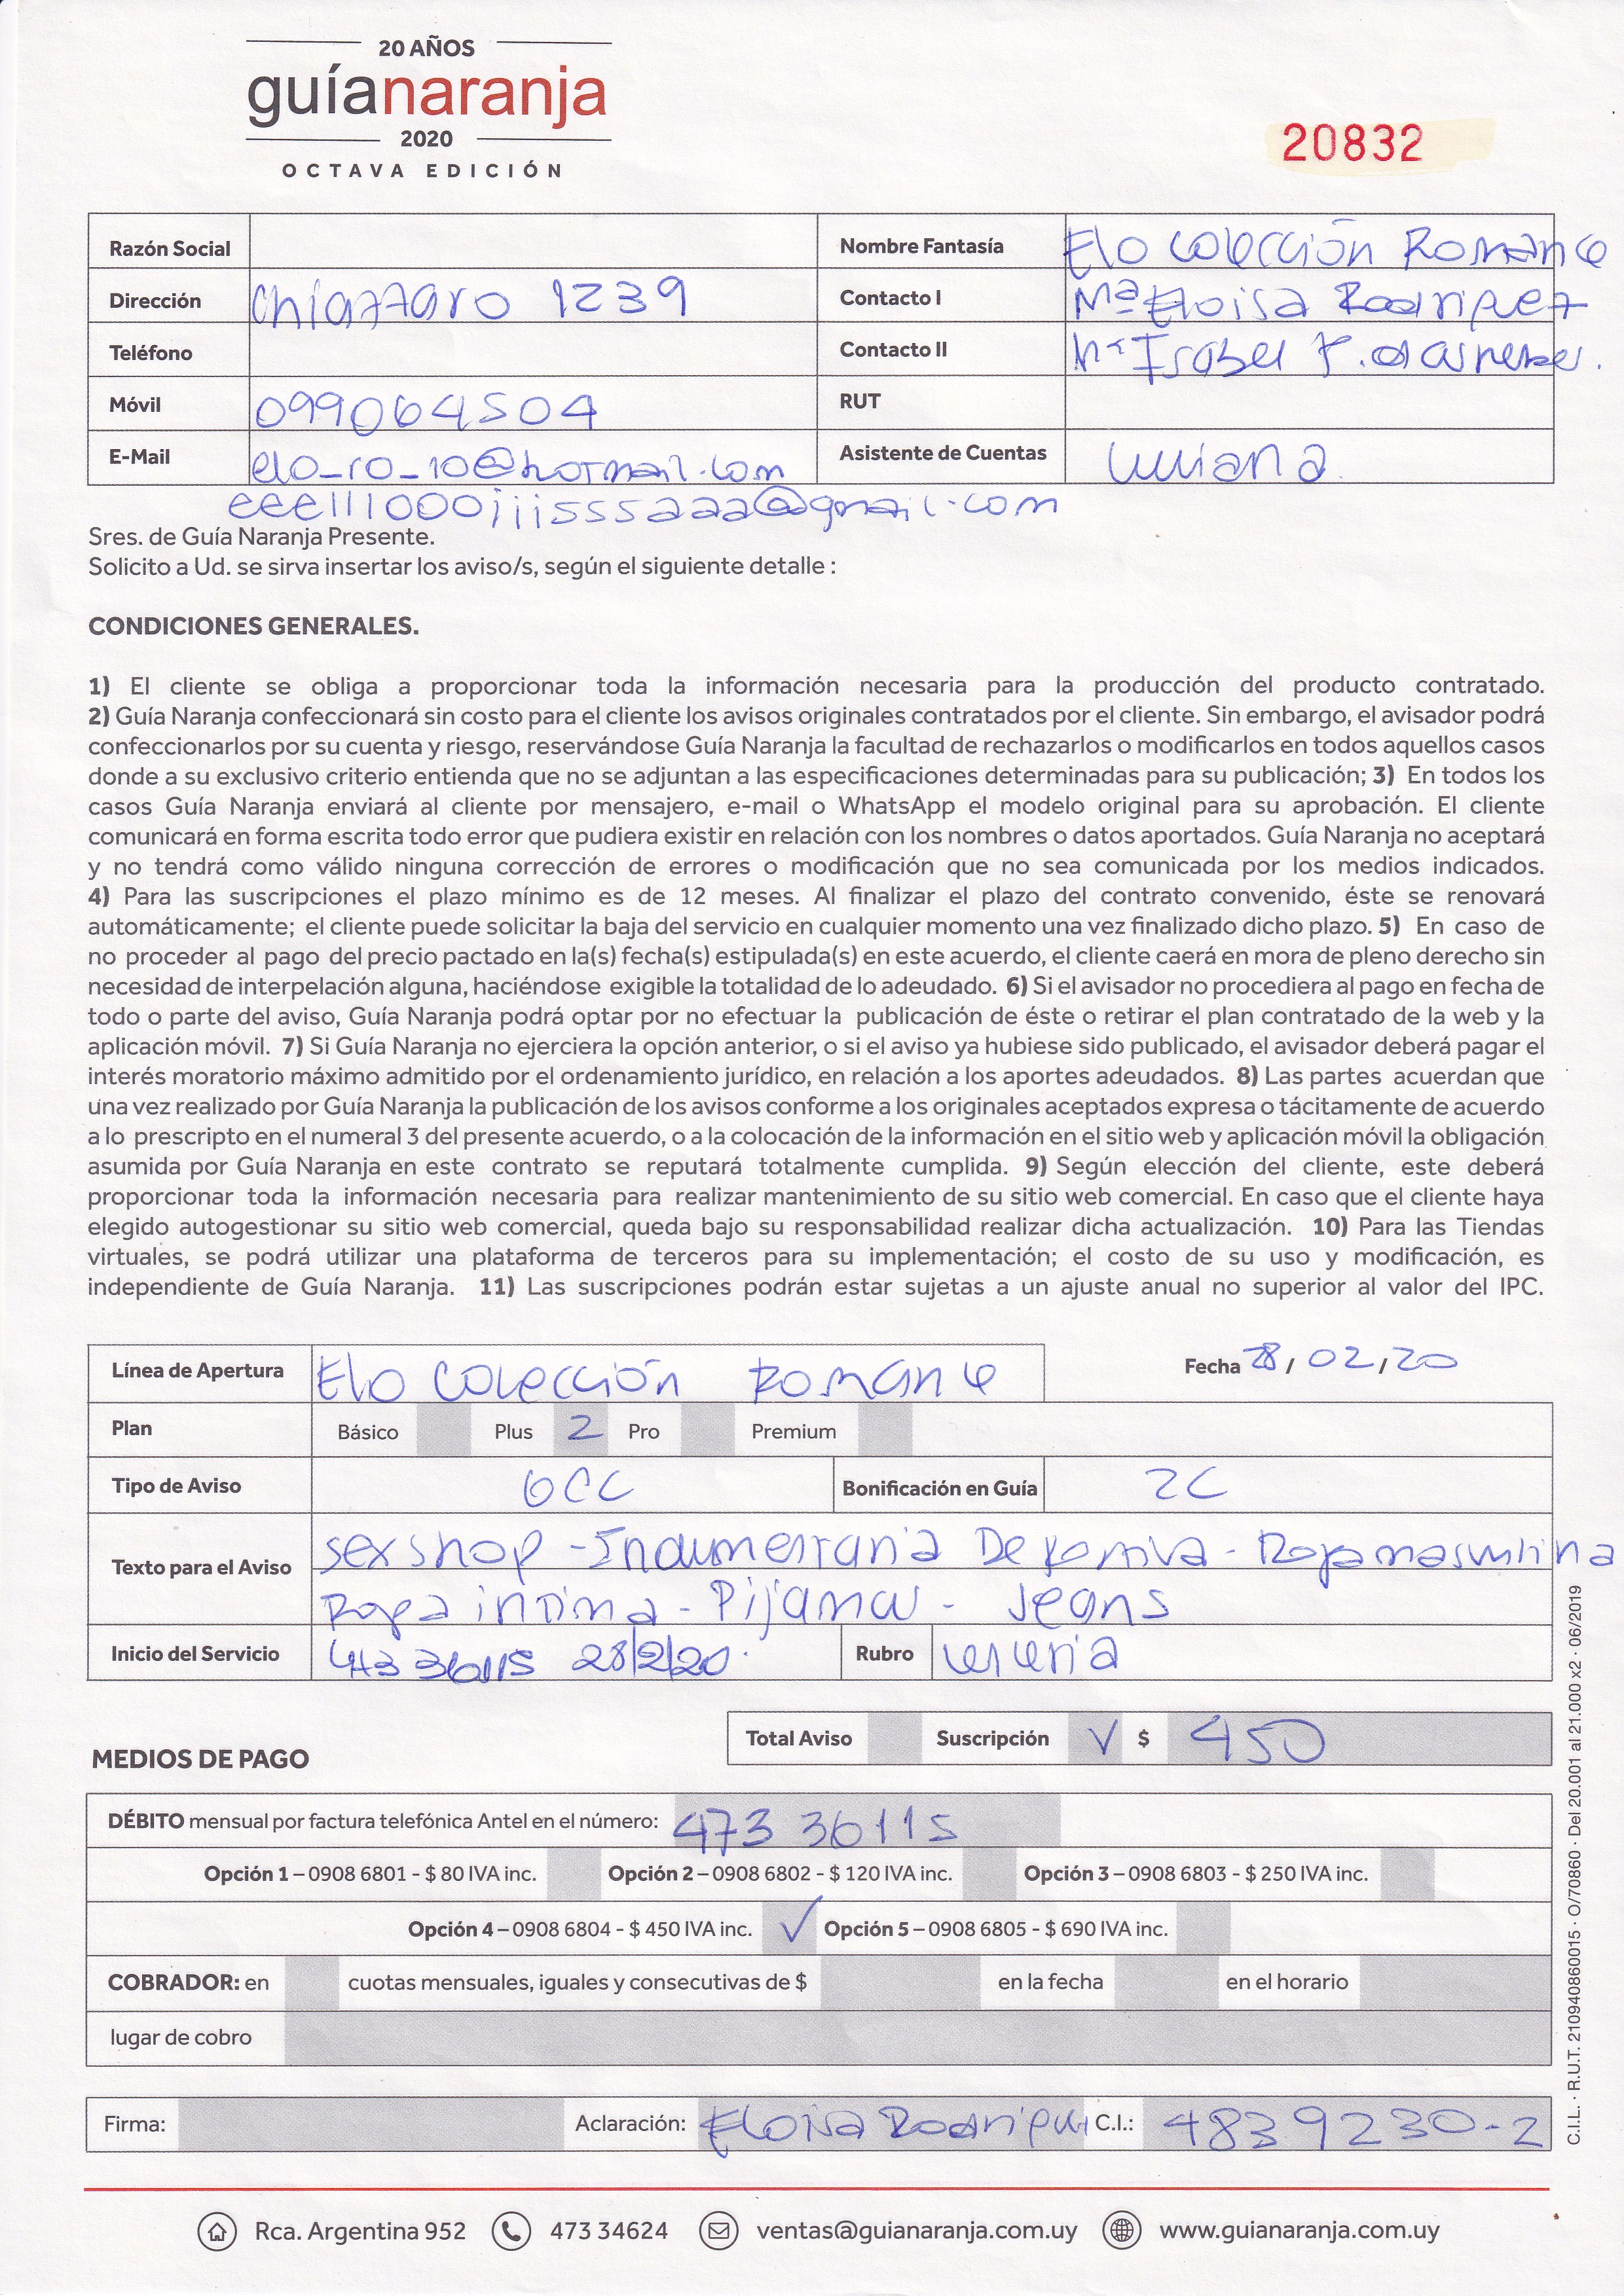 20 AÑOS
guíanaranja
2020
OCTAVA EDICIÓN
20832
Razón Social
Nombre Fantasía Elo Colección Romance
Dirección Chiazzaro 1239
Contacto I Mª Eloisa Rodriguez
Teléfono
Contacto II Mª Isabel
Móvil 099064504
RUT
E-Mail elo_ro_10@hotmail.com
Asistente de Cuentas Luciana
eeelll000iiisssaaa@gmail.com
Sres. de Guía Naranja Presente.
Solicito a Ud. se sirva insertar los aviso/s, según el siguiente detalle :
CONDICIONES GENERALES.
1) El cliente se obliga a proporcionar toda la información necesaria para la producción del producto contratado.
2) Guía Naranja confeccionará sin costo para el cliente los avisos originales contratados por el cliente. Sin embargo, el avisador podrá
confeccionarlos por su cuenta y riesgo, reservándose Guía Naranja la facultad de rechazarlos o modificarlos en todos aquellos casos
donde a su exclusivo criterio entienda que no se adjuntan a las especificaciones determinadas para su publicación; 3) En todos los
casos Guía Naranja enviará al cliente por mensajero, e-mail o WhatsApp el modelo original para su aprobación. El cliente
comunicará en forma escrita todo error que pudiera existir en relación con los nombres o datos aportados. Guía Naranja no aceptará
y no tendrá como válido ninguna corrección de errores o modificación que no sea comunicada por los medios indicados.
4) Para las suscripciones el plazo mínimo es de 12 meses. Al finalizar el plazo del contrato convenido, éste se renovará
automáticamente; el cliente puede solicitar la baja del servicio en cualquier momento una vez finalizado dicho plazo. 5) En caso de
no proceder al pago del precio pactado en la(s) fecha(s) estipulada(s) en este acuerdo, el cliente caerá en mora de pleno derecho sin
necesidad de interpelación alguna, haciéndose exigible la totalidad de lo adeudado. 6) Si el avisador no procediera al pago en fecha de
todo o parte del aviso, Guía Naranja podrá optar por no efectuar la publicación de éste o retirar el plan contratado de la web y la
aplicación móvil. 7) Si Guía Naranja no ejerciera la opción anterior, o si el aviso ya hubiese sido publicado, el avisador deberá pagar el
interés moratorio máximo admitido por el ordenamiento jurídico, en relación a los aportes adeudados. 8) Las partes acuerdan que
una vez realizado por Guía Naranja la publicación de los avisos conforme a los originales aceptados expresa o tácitamente de acuerdo
a lo prescripto en el numeral 3 del presente acuerdo, o a la colocación de la información en el sitio web y aplicación móvil la obligación
asumida por Guía Naranja en este contrato se reputará totalmente cumplida. 9) Según elección del cliente, este deberá
proporcionar toda la información necesaria para realizar mantenimiento de su sitio web comercial. En caso que el cliente haya
elegido autogestionar su sitio web comercial, queda bajo su responsabilidad realizar dicha actualización. 10) Para las Tiendas
virtuales, se podrá utilizar una plataforma de terceros para su implementación; el costo de su uso y modificación, es
independiente de Guía Naranja. 11) Las suscripciones podrán estar sujetas a un ajuste anual no superior al valor del IPC.
Línea de Apertura Elo Colección Romance
Fecha 28/02/20
Plan Básico Plus 2 Pro Premium
Tipo de Aviso 6CC Bonificación en Guía 2C
Texto para el Aviso sexshop - Indumentaria Deportiva - Ropa masculina
Ropa intima - Pijamas - Jeans
Inicio del Servicio 473 36115 28/2/20. Rubro Lenceria
Total Aviso Suscripción ✓ $ 450
MEDIOS DE PAGO
DÉBITO mensual por factura telefónica Antel en el número: 473 36115
Opción 1 – 0908 6801 - $ 80 IVA inc. Opción 2 – 0908 6802 - $ 120 IVA inc. Opción 3 – 0908 6803 - $ 250 IVA inc.
Opción 4 – 0908 6804 - $ 450 IVA inc. ✓ Opción 5 – 0908 6805 - $ 690 IVA inc.
COBRADOR: en cuotas mensuales, iguales y consecutivas de $ en la fecha en el horario
lugar de cobro
Firma: Aclaración: Eloisa Rodriguez C.I.: 4839230-2
C.I.L. · R.U.T. 210940860015 · O/70860 · Del 20.001 al 21.000 x2 · 06/2019
Rca. Argentina 952 473 34624 ventas@guianaranja.com.uy www.guianaranja.com.uy